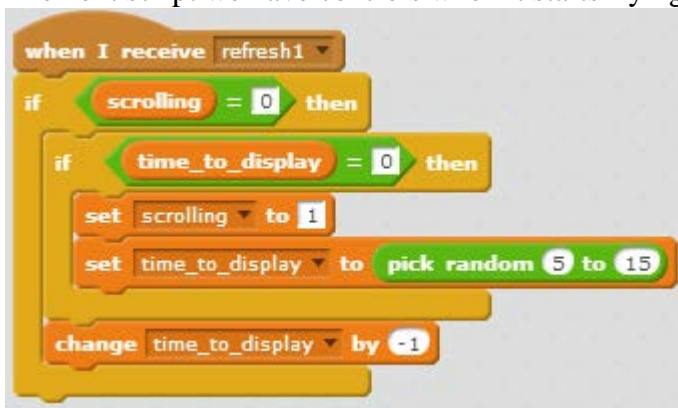 when I receive refresh1
if scrolling = 0 then
if time_to_display = 0 then
set scrolling to 1
set time_to_display to pick random 5 to 15
change time_to_display by -1